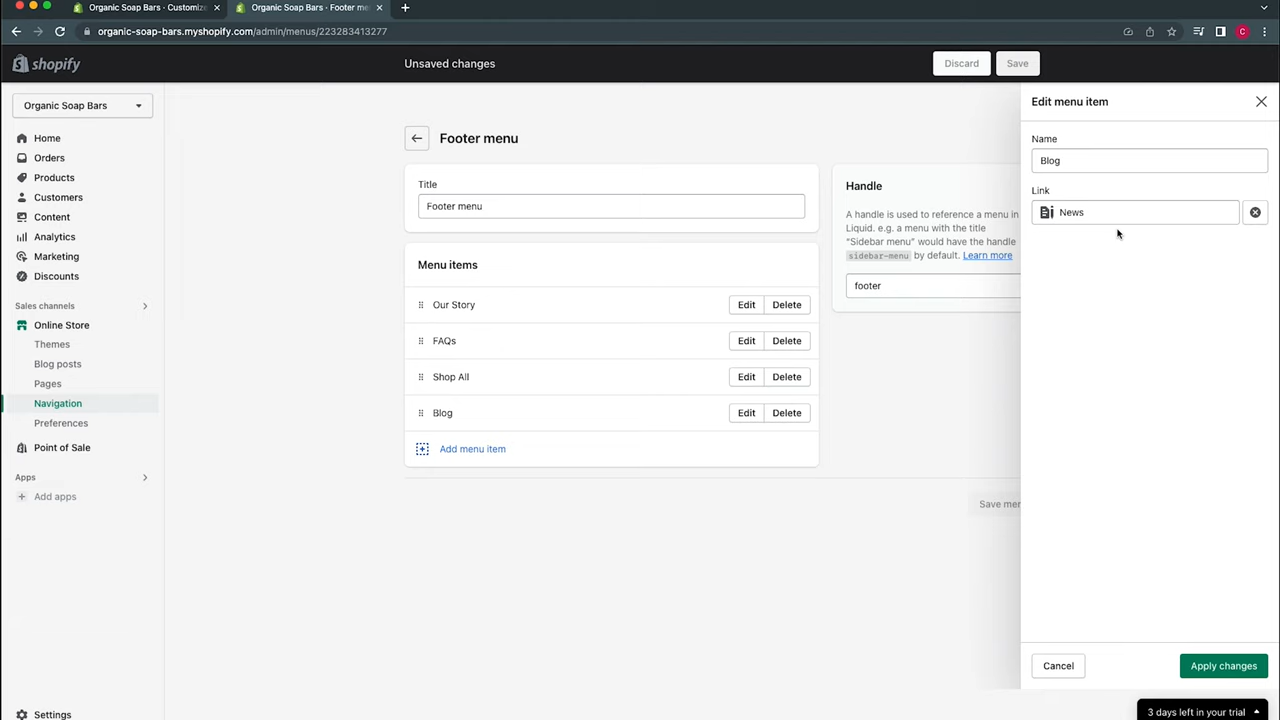 Organic Soap Bars · Customize
Organic Soap Bars · Footer me
organic-soap-bars.myshopify.com/admin/menus/223283413277
C
shopify
Unsaved changes
Discard
Save
Organic Soap Bars
Home
Orders
Products
Customers
Content
Analytics
Marketing
Discounts
Sales channels
Online Store
Themes
Blog posts
Pages
Navigation
Preferences
Point of Sale
Apps
Add apps
Settings
Footer menu
Title
Footer menu
Menu items
Our Story Edit Delete
FAQs Edit Delete
Shop All Edit Delete
Blog Edit Delete
Add menu item
Handle
A handle is used to reference a menu in
Liquid. e.g. a menu with the title
"Sidebar menu" would have the handle
sidebar-menu by default. Learn more
footer
Save men
Edit menu item
Name
Blog
Link
News
Cancel
Apply changes
3 days left in your trial